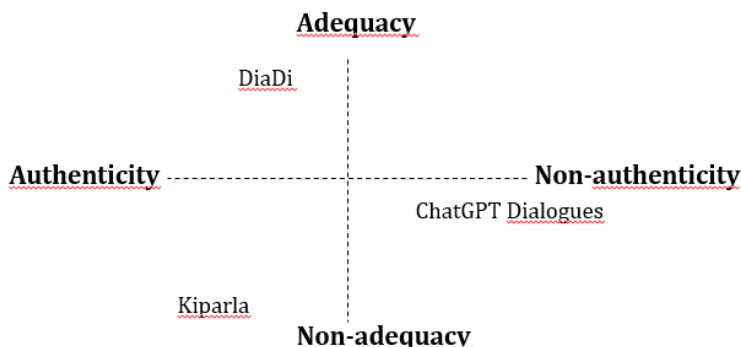 Adequacy
DiaDi
Authenticity
Non-authenticity
ChatGPT Dialogues
Kiparla
Non-adequacy